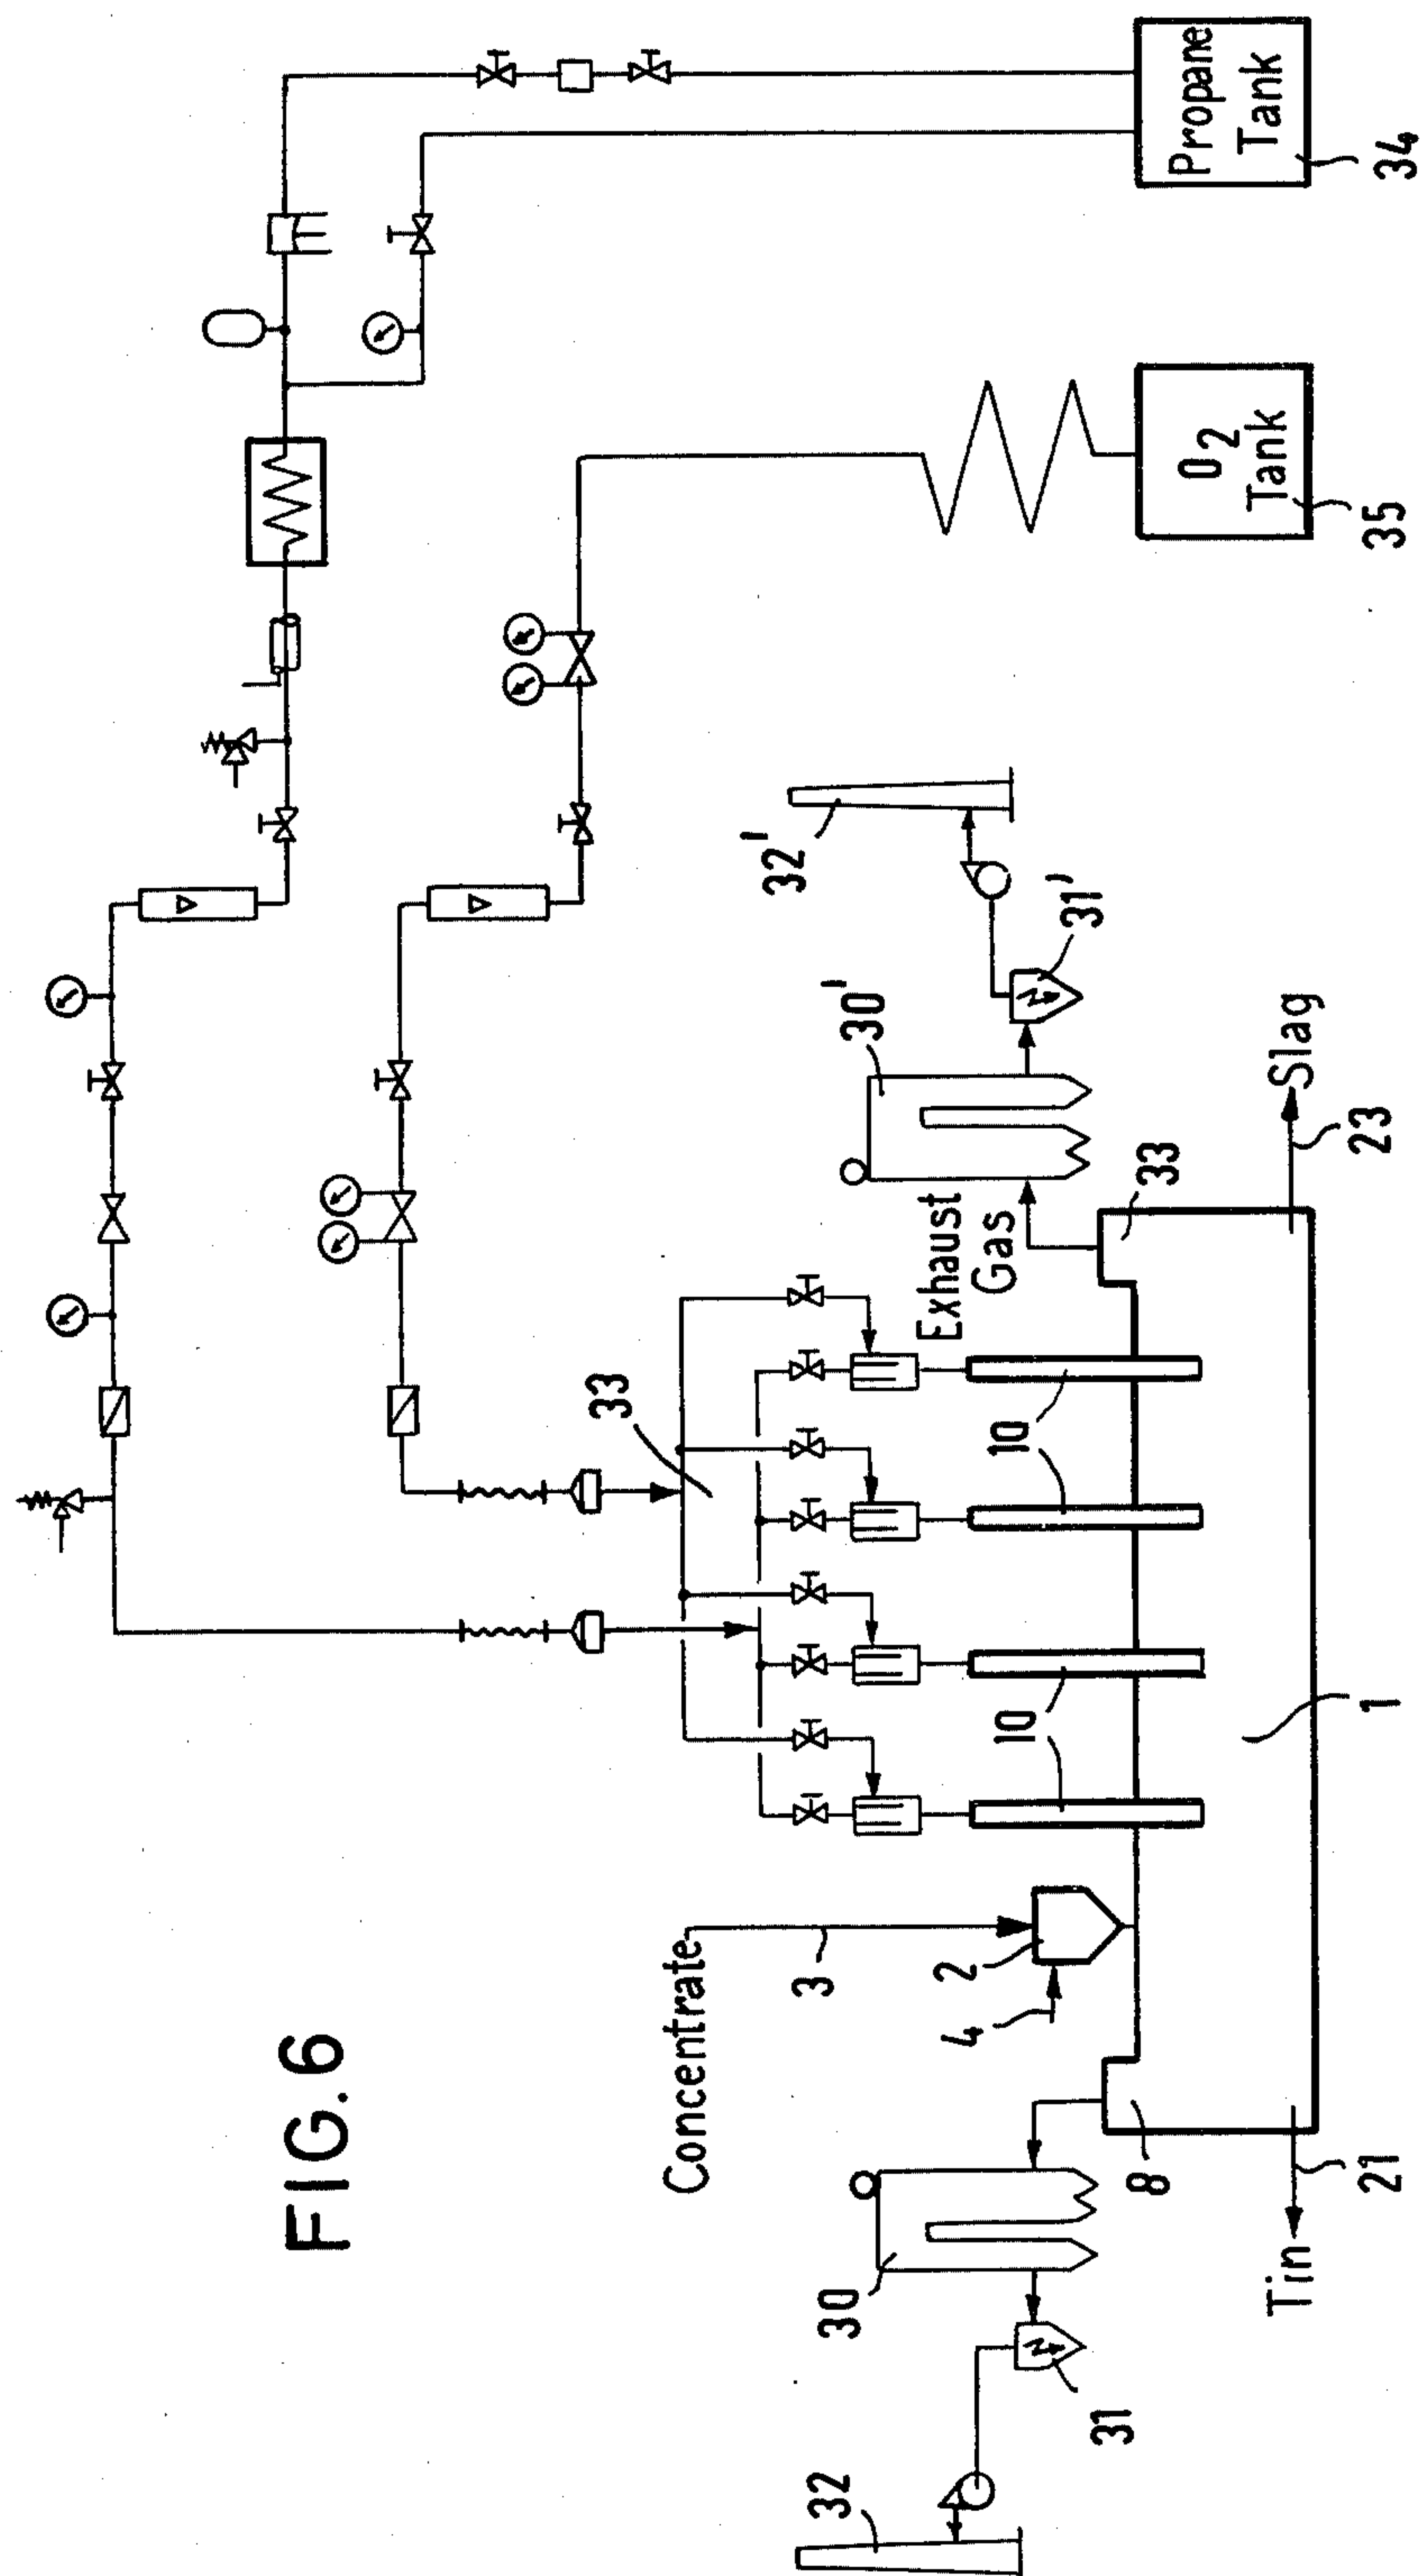 FIG. 6
Propane
Tank
34
O2
Tank
35
32'
31'
30'
33
Exhaust
Gas
33
Slag
23
10
10
1
Concentrate
3
2
4
8
21
Tin
30
31
32